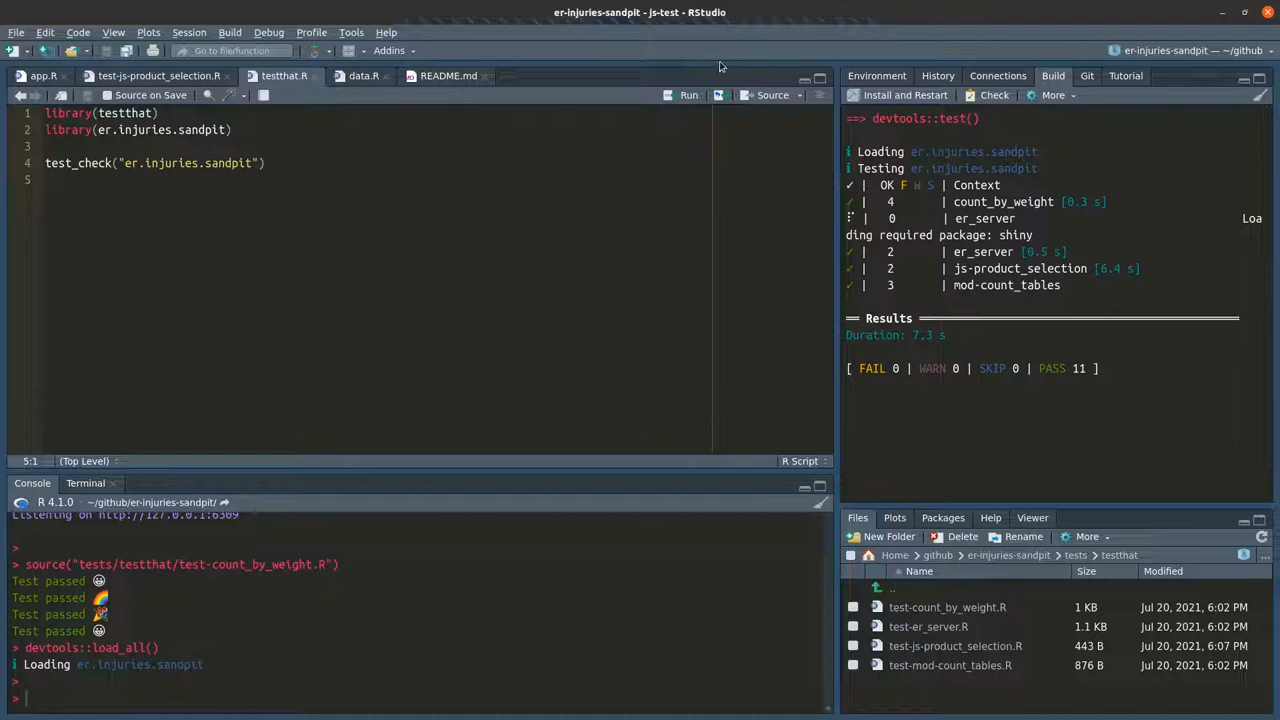 er-injuries-sandpit - js-test - RStudio
File Edit Code View Plots Session Build Debug Profile Tools Help
Go to file/function Addins er-injuries-sandpit — ~/github
app.R test-js-product_selection.R testthat.R data.R README.md
Source on Save Run Source
1 library(testthat)
2 library(er.injuries.sandpit)
3
4 test_check("er.injuries.sandpit")
5
5:1 (Top Level) R Script
Console Terminal
R 4.1.0 · ~/github/er-injuries-sandpit/
Listening on http://127.0.0.1:6309
>
> source("tests/testthat/test-count_by_weight.R")
Test passed 😀
Test passed 🌈
Test passed 🎉
Test passed 😀
> devtools::load_all()
ℹ Loading er.injuries.sandpit
>
>
Environment History Connections Build Git Tutorial
Install and Restart Check More
==> devtools::test()
ℹ Loading er.injuries.sandpit
ℹ Testing er.injuries.sandpit
✓ | OK F W S | Context
✓ | 4 | count_by_weight [0.3 s]
⠋ | 0 | er_server Loa
ding required package: shiny
✓ | 2 | er_server [0.5 s]
✓ | 2 | js-product_selection [6.4 s]
✓ | 3 | mod-count_tables
══ Results ══
Duration: 7.3 s
[ FAIL 0 | WARN 0 | SKIP 0 | PASS 11 ]
Files Plots Packages Help Viewer
New Folder Delete Rename More
Home github er-injuries-sandpit tests testthat ...
Name Size Modified
..
test-count_by_weight.R 1 KB Jul 20, 2021, 6:02 PM
test-er_server.R 1.1 KB Jul 20, 2021, 6:02 PM
test-js-product_selection.R 443 B Jul 20, 2021, 6:07 PM
test-mod-count_tables.R 876 B Jul 20, 2021, 6:02 PM